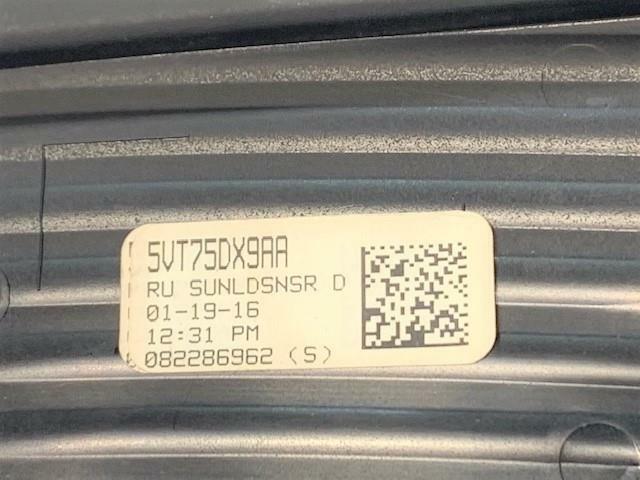 5VT75DX9AA
RU SUNLDSNSR D
01-19-16
12:31 PM
082286962 (S)